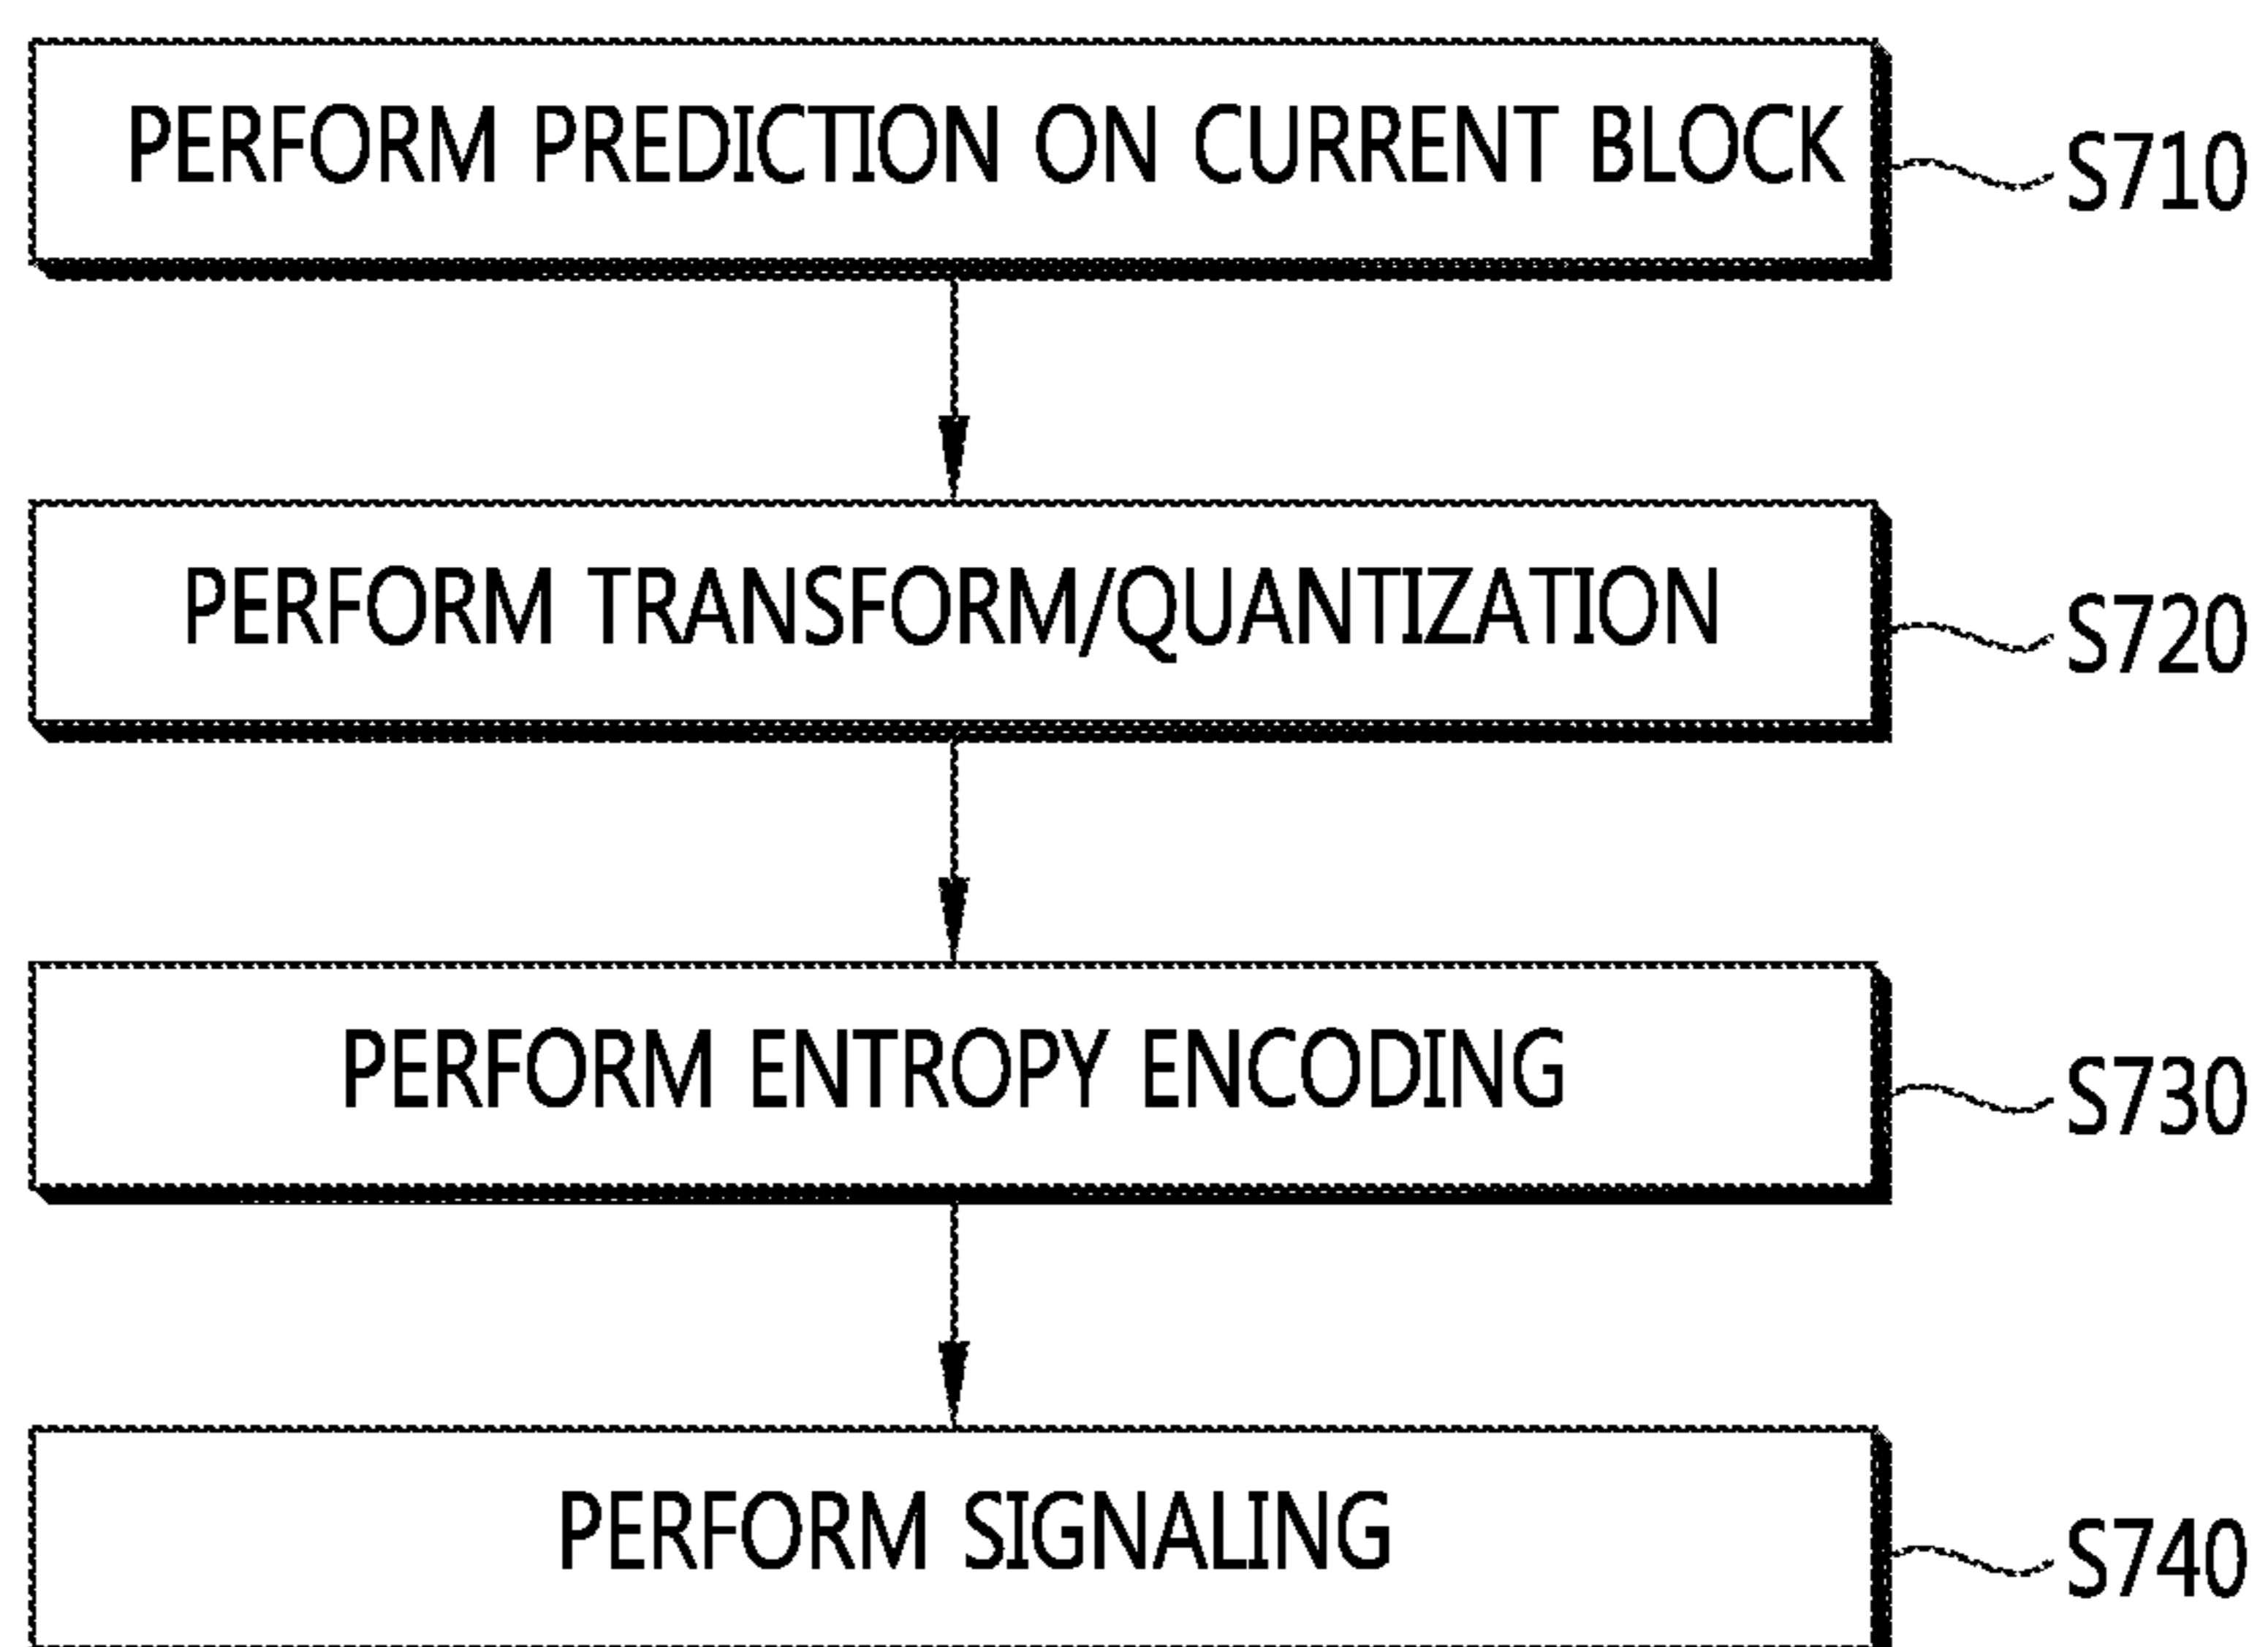 PERFORM PREDICTION ON CURRENT BLOCK
S710
PERFORM TRANSFORM/QUANTIZATION
S720
PERFORM ENTROPY ENCODING
S730
PERFORM SIGNALING
S740